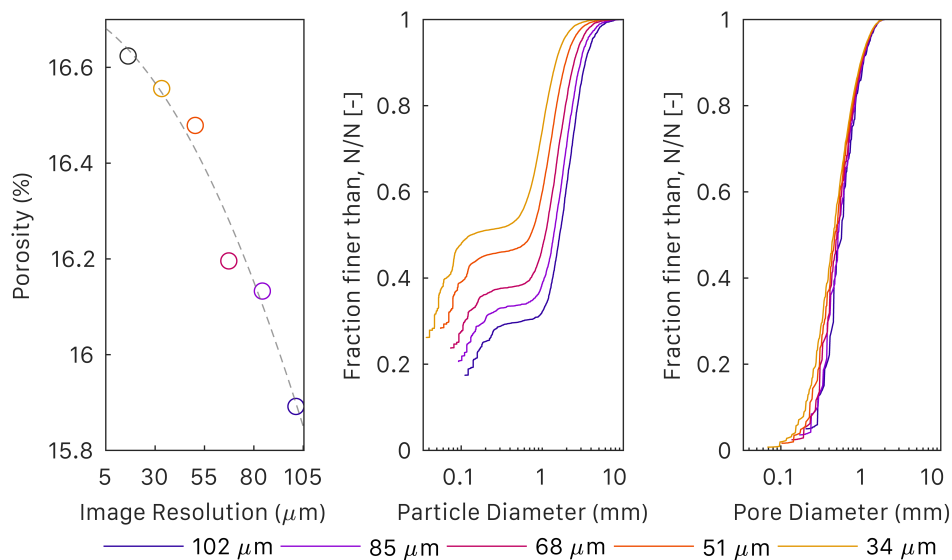 Porosity (%)
16.6
16.4
16.2
16
15.8
5 30 55 80 105
Image Resolution (μm)
Fraction finer than, N/N [-]
1
0.8
0.6
0.4
0.2
0
0.1 1 10
Particle Diameter (mm)
Fraction finer than, N/N [-]
1
0.8
0.6
0.4
0.2
0
0.1 1 10
Pore Diameter (mm)
102 μm 85 μm 68 μm 51 μm 34 μm